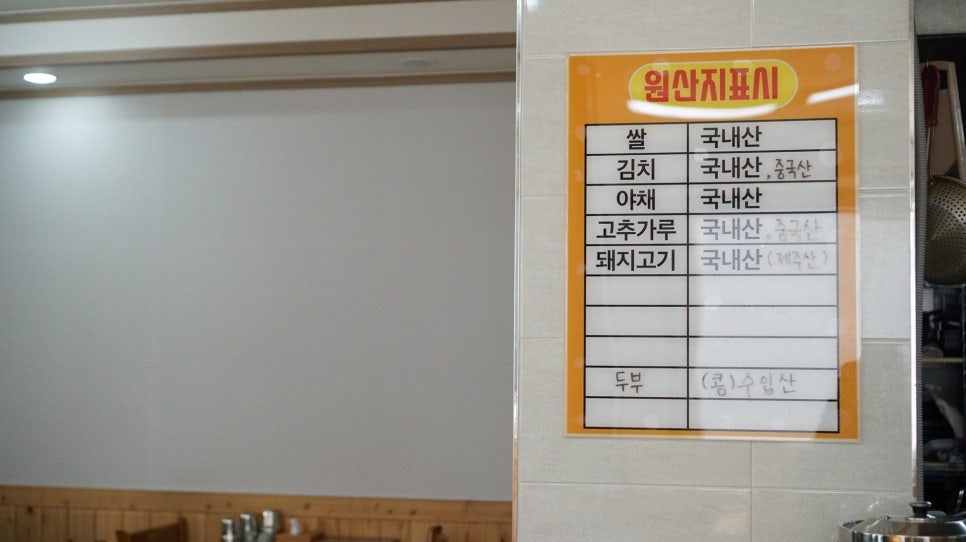 원산지표시
쌀 국내산
김치 국내산, 중국산
야채 국내산
고추가루 국내산, 중국산
돼지고기 국내산 (제주산)
두부 (콩) 수입산